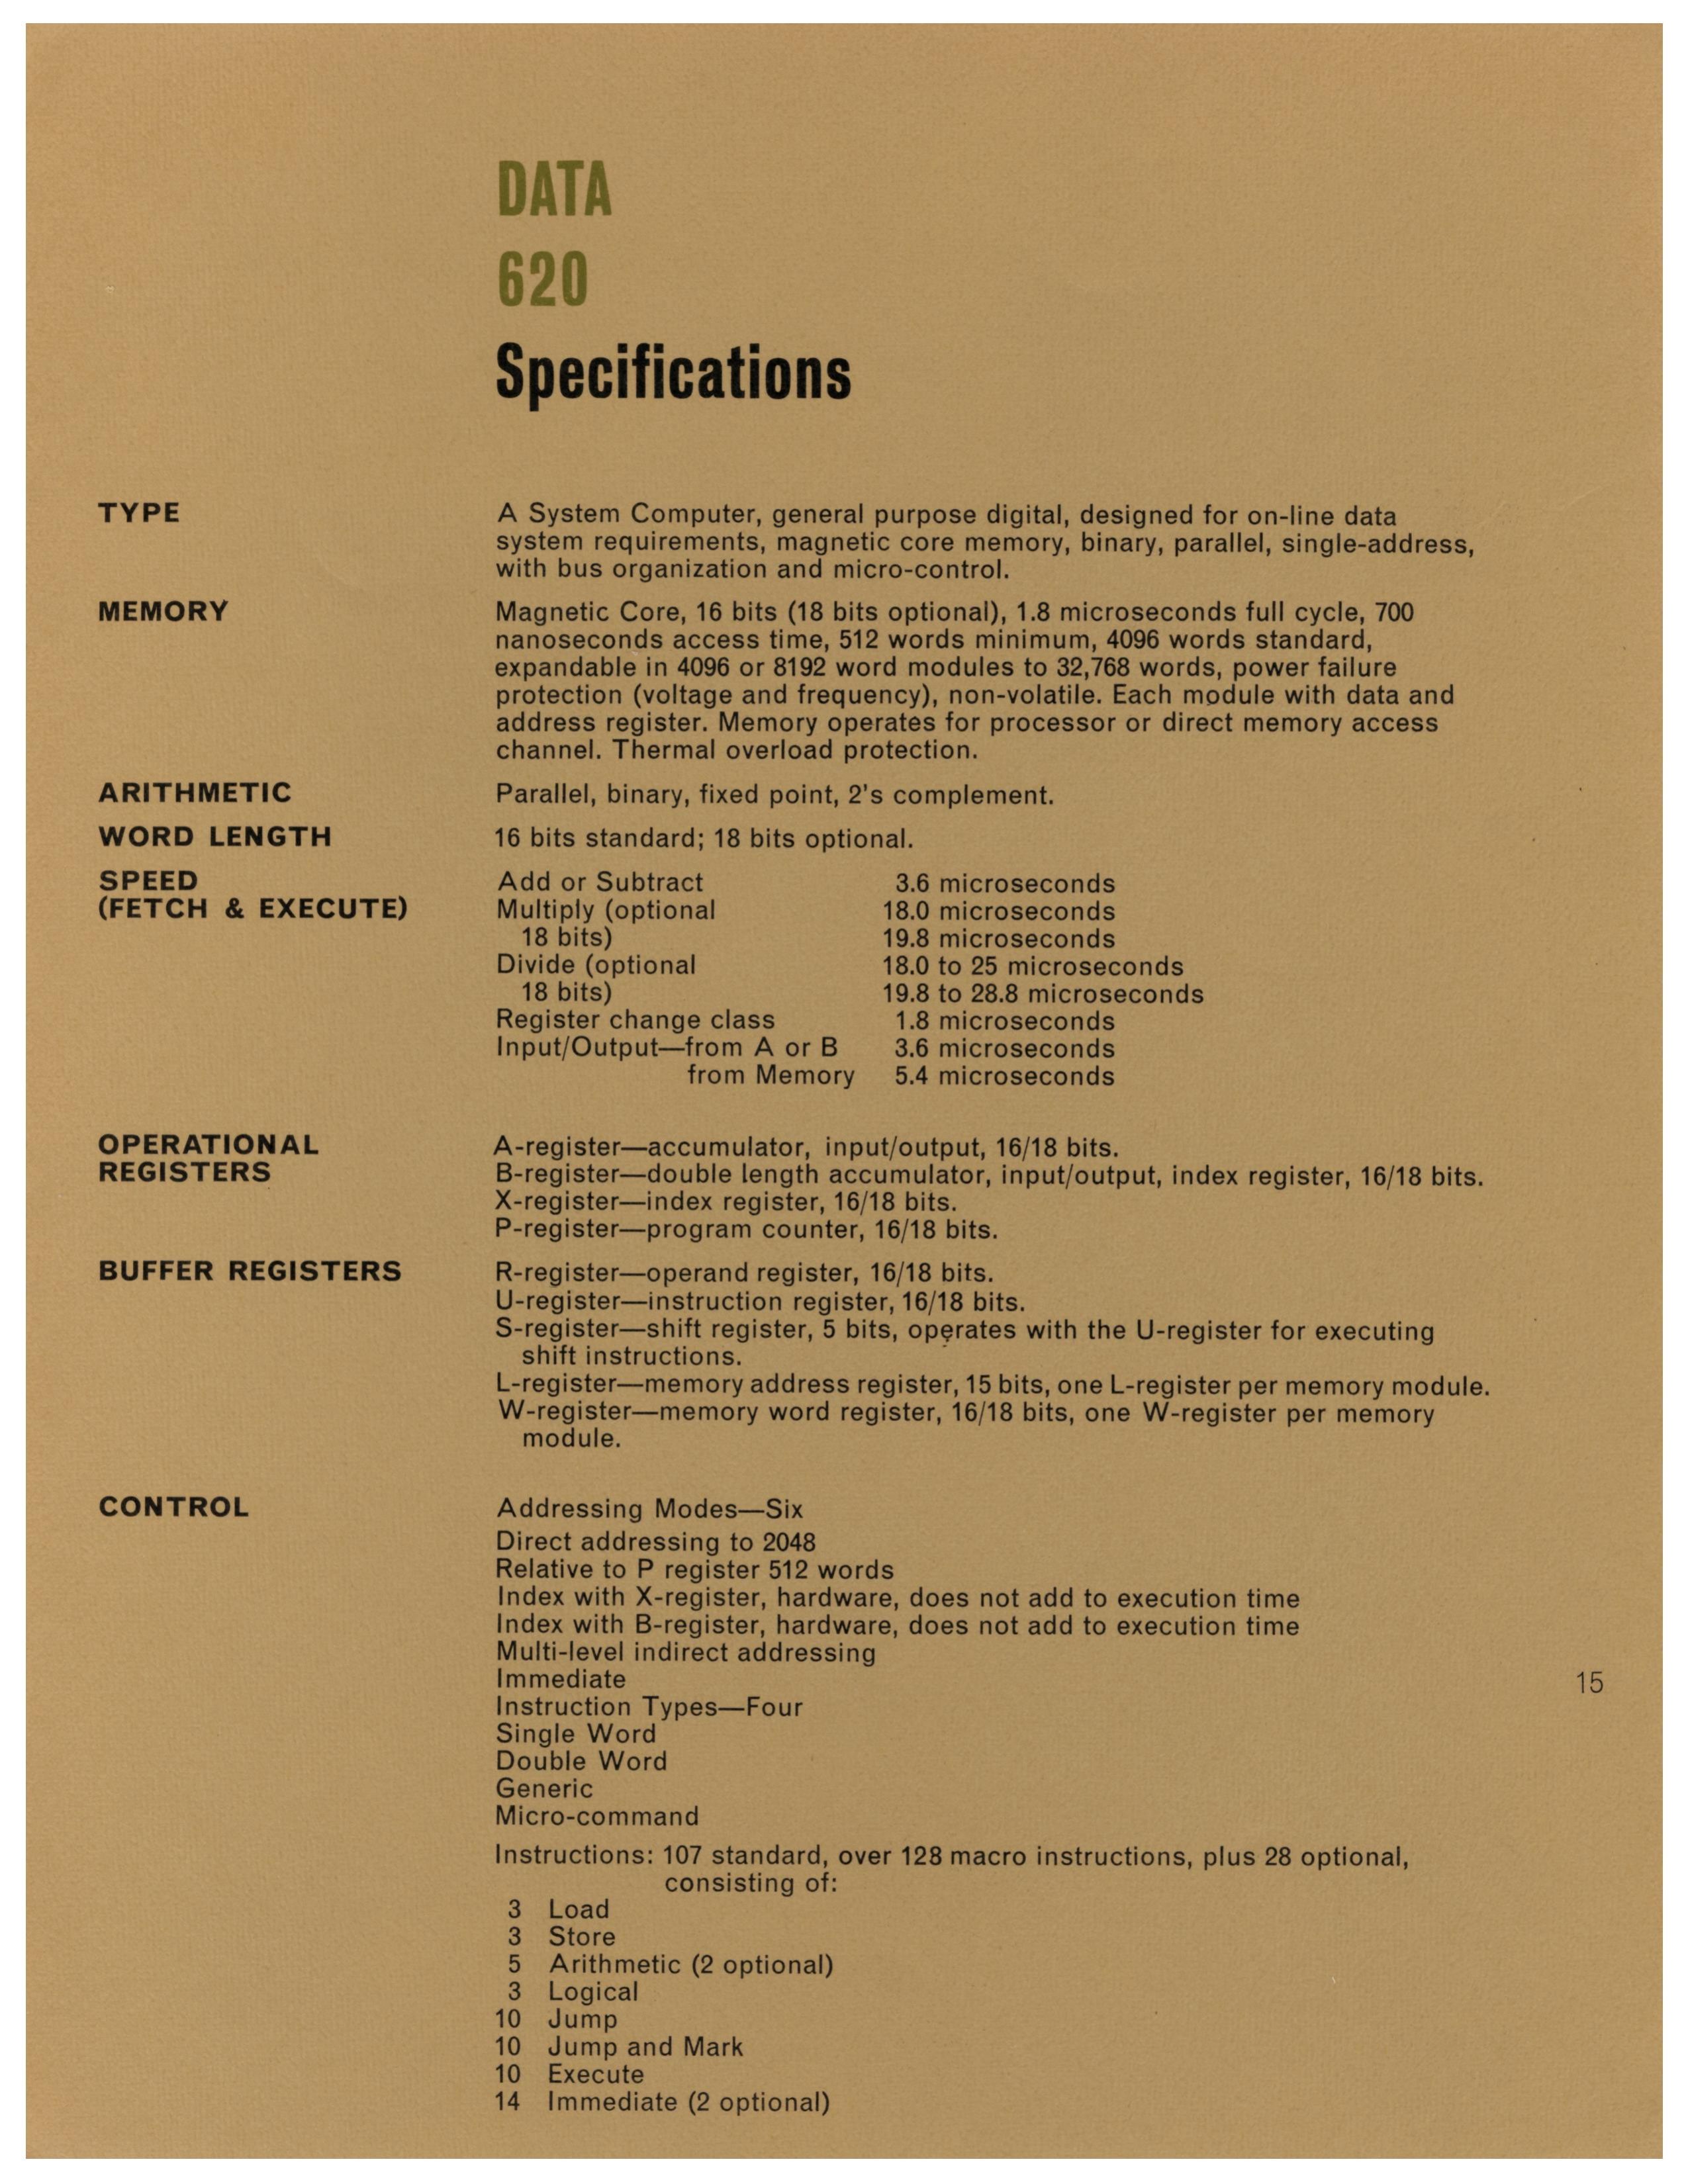 DATA
620
Specifications
TYPE
A System Computer, general purpose digital, designed for on-line data
system requirements, magnetic core memory, binary, parallel, single-address,
with bus organization and micro-control.
MEMORY
Magnetic Core, 16 bits (18 bits optional), 1.8 microseconds full cycle, 700
nanoseconds access time, 512 words minimum, 4096 words standard,
expandable in 4096 or 8192 word modules to 32,768 words, power failure
protection (voltage and frequency), non-volatile. Each module with data and
address register. Memory operates for processor or direct memory access
channel. Thermal overload protection.
ARITHMETIC
Parallel, binary, fixed point, 2's complement.
WORD LENGTH
16 bits standard; 18 bits optional.
SPEED
(FETCH & EXECUTE)
Add or Subtract 3.6 microseconds
Multiply (optional 18.0 microseconds
18 bits) 19.8 microseconds
Divide (optional 18.0 to 25 microseconds
18 bits) 19.8 to 28.8 microseconds
Register change class 1.8 microseconds
Input/Output—from A or B 3.6 microseconds
from Memory 5.4 microseconds
OPERATIONAL
REGISTERS
A-register—accumulator, input/output, 16/18 bits.
B-register—double length accumulator, input/output, index register, 16/18 bits.
X-register—index register, 16/18 bits.
P-register—program counter, 16/18 bits.
BUFFER REGISTERS
R-register—operand register, 16/18 bits.
U-register—instruction register, 16/18 bits.
S-register—shift register, 5 bits, operates with the U-register for executing
shift instructions.
L-register—memory address register, 15 bits, one L-register per memory module.
W-register—memory word register, 16/18 bits, one W-register per memory
module.
CONTROL
Addressing Modes—Six
Direct addressing to 2048
Relative to P register 512 words
Index with X-register, hardware, does not add to execution time
Index with B-register, hardware, does not add to execution time
Multi-level indirect addressing
Immediate
Instruction Types—Four
Single Word
Double Word
Generic
Micro-command
Instructions: 107 standard, over 128 macro instructions, plus 28 optional,
consisting of:
3 Load
3 Store
5 Arithmetic (2 optional)
3 Logical
10 Jump
10 Jump and Mark
10 Execute
14 Immediate (2 optional)
15